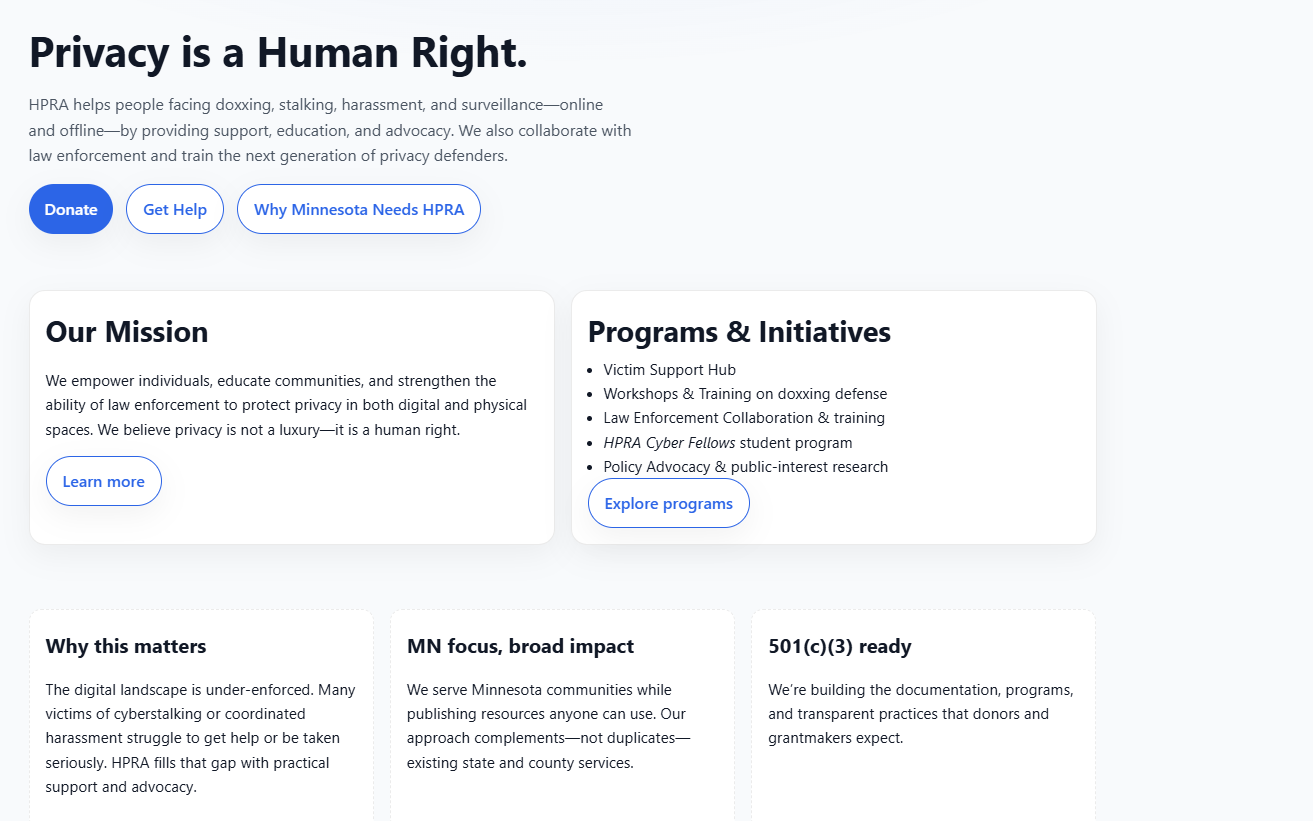 Privacy is a Human Right.
HPRA helps people facing doxxing, stalking, harassment, and surveillance—online
and offline—by providing support, education, and advocacy. We also collaborate with
law enforcement and train the next generation of privacy defenders.
Donate
Get Help
Why Minnesota Needs HPRA
Our Mission
We empower individuals, educate communities, and strengthen the
ability of law enforcement to protect privacy in both digital and physical
spaces. We believe privacy is not a luxury—it is a human right.
Learn more
Programs & Initiatives
• Victim Support Hub
• Workshops & Training on doxxing defense
• Law Enforcement Collaboration & training
• HPRA Cyber Fellows student program
• Policy Advocacy & public-interest research
Explore programs
Why this matters
The digital landscape is under-enforced. Many
victims of cyberstalking or coordinated
harassment struggle to get help or be taken
seriously. HPRA fills that gap with practical
support and advocacy.
MN focus, broad impact
We serve Minnesota communities while
publishing resources anyone can use. Our
approach complements—not duplicates—
existing state and county services.
501(c)(3) ready
We’re building the documentation, programs,
and transparent practices that donors and
grantmakers expect.